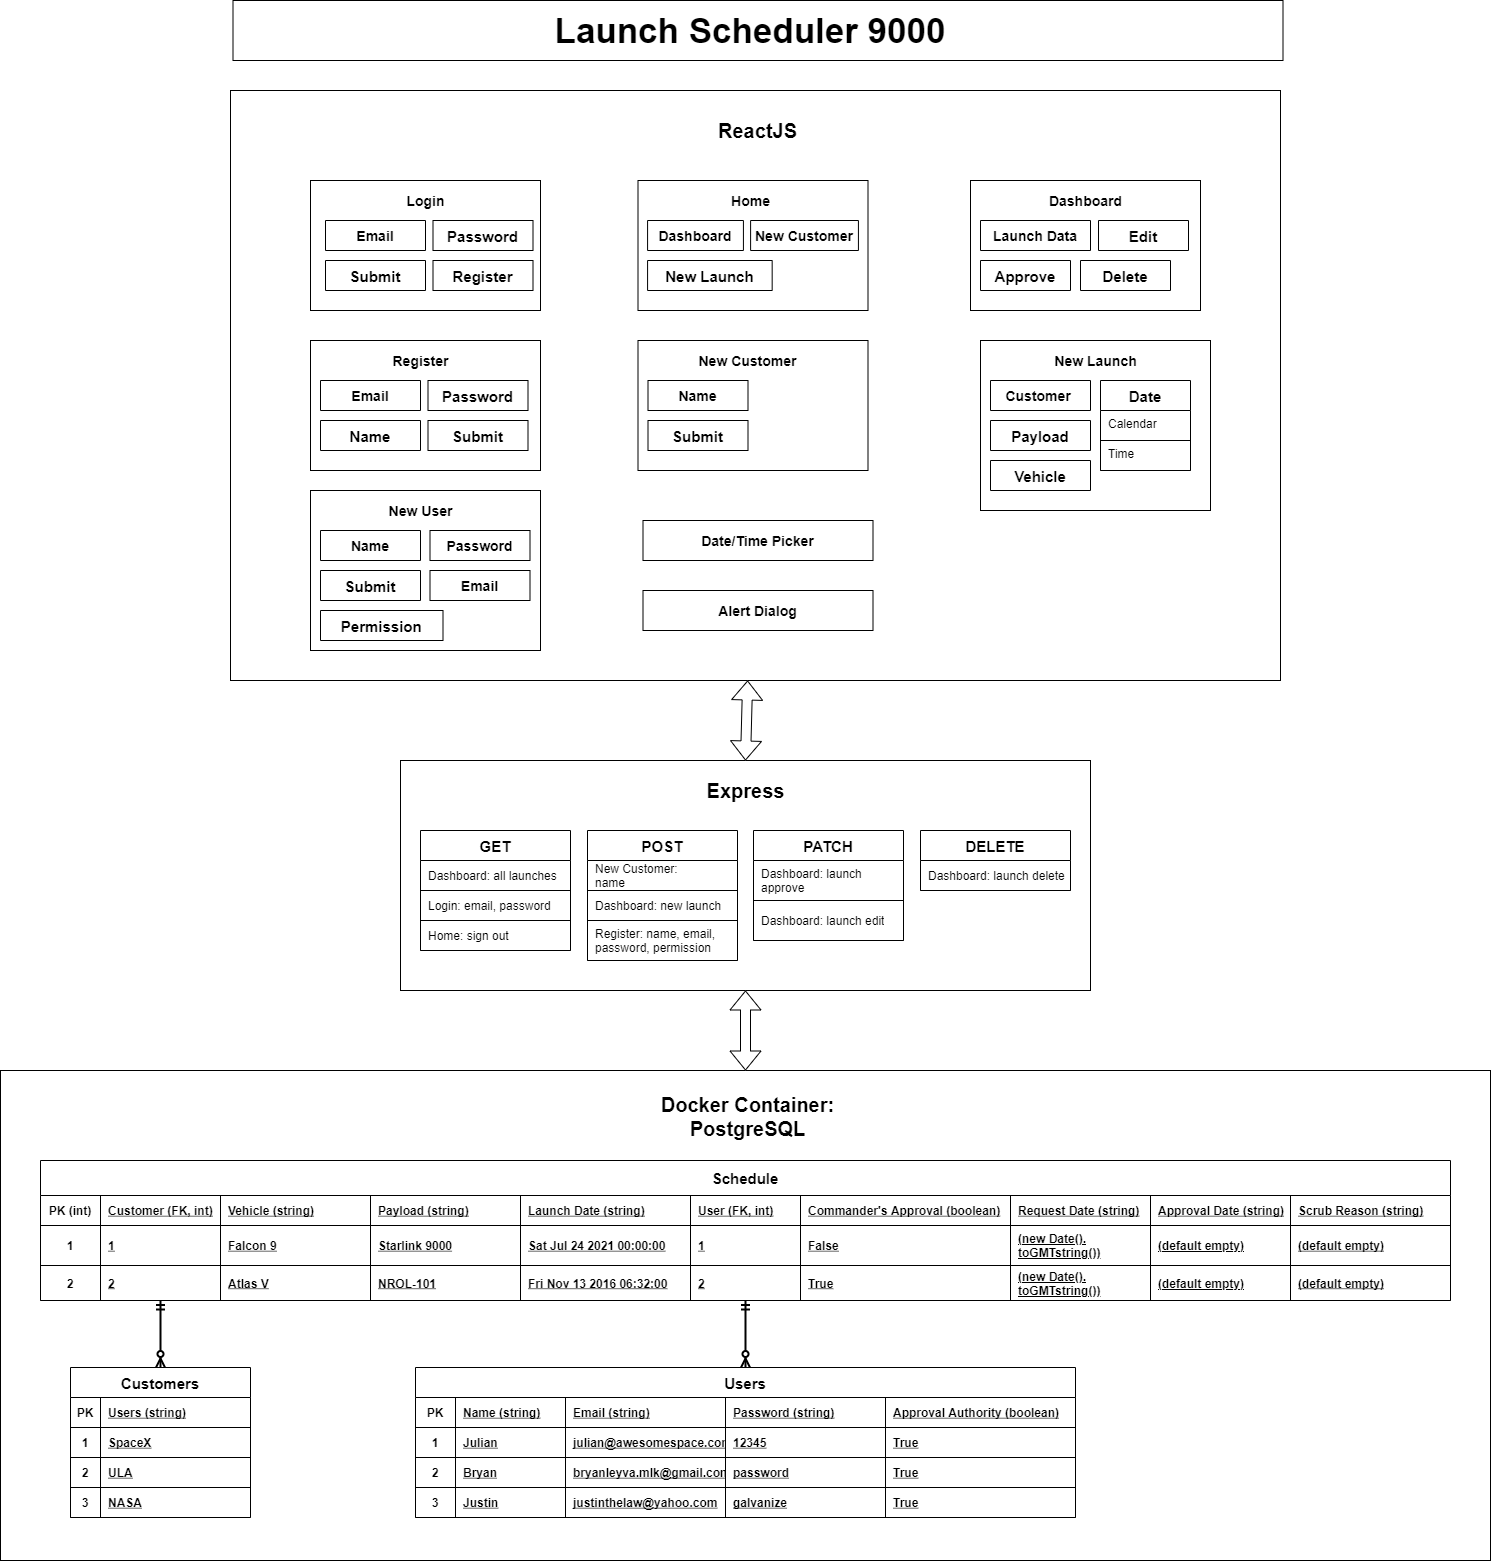 Launch Scheduler 9000
ReactJS
Login
Email
Password
Submit
Register
Home
Dashboard
New Customer
New Launch
Dashboard
Launch Data
Edit
Approve
Delete
Register
Email
Password
Name
Submit
New Customer
Name
Submit
New Launch
Customer
Date
Calendar
Payload
Time
Vehicle
New User
Name
Password
Submit
Email
Permission
Date/Time Picker
Alert Dialog
Express
GET
Dashboard: all launches
Login: email, password
Home: sign out
POST
New Customer:
name
Dashboard: new launch
Register: name, email,
password, permission
PATCH
Dashboard: launch
approve
Dashboard: launch edit
DELETE
Dashboard: launch delete
Docker Container:
PostgreSQL
Schedule
PK (int) Customer (FK, int) Vehicle (string) Payload (string) Launch Date (string) User (FK, int) Commander's Approval (boolean) Request Date (string) Approval Date (string) Scrub Reason (string)
1 1 Falcon 9 Starlink 9000 Sat Jul 24 2021 00:00:00 1 False (new Date(). toGMTstring()) (default empty) (default empty)
2 2 Atlas V NROL-101 Fri Nov 13 2016 06:32:00 2 True (new Date(). toGMTstring()) (default empty) (default empty)
Customers
PK Users (string)
1 SpaceX
2 ULA
3 NASA
Users
PK Name (string) Email (string) Password (string) Approval Authority (boolean)
1 Julian julian@awesomespace.com 12345 True
2 Bryan bryanleyva.mlk@gmail.com password True
3 Justin justinthelaw@yahoo.com galvanize True